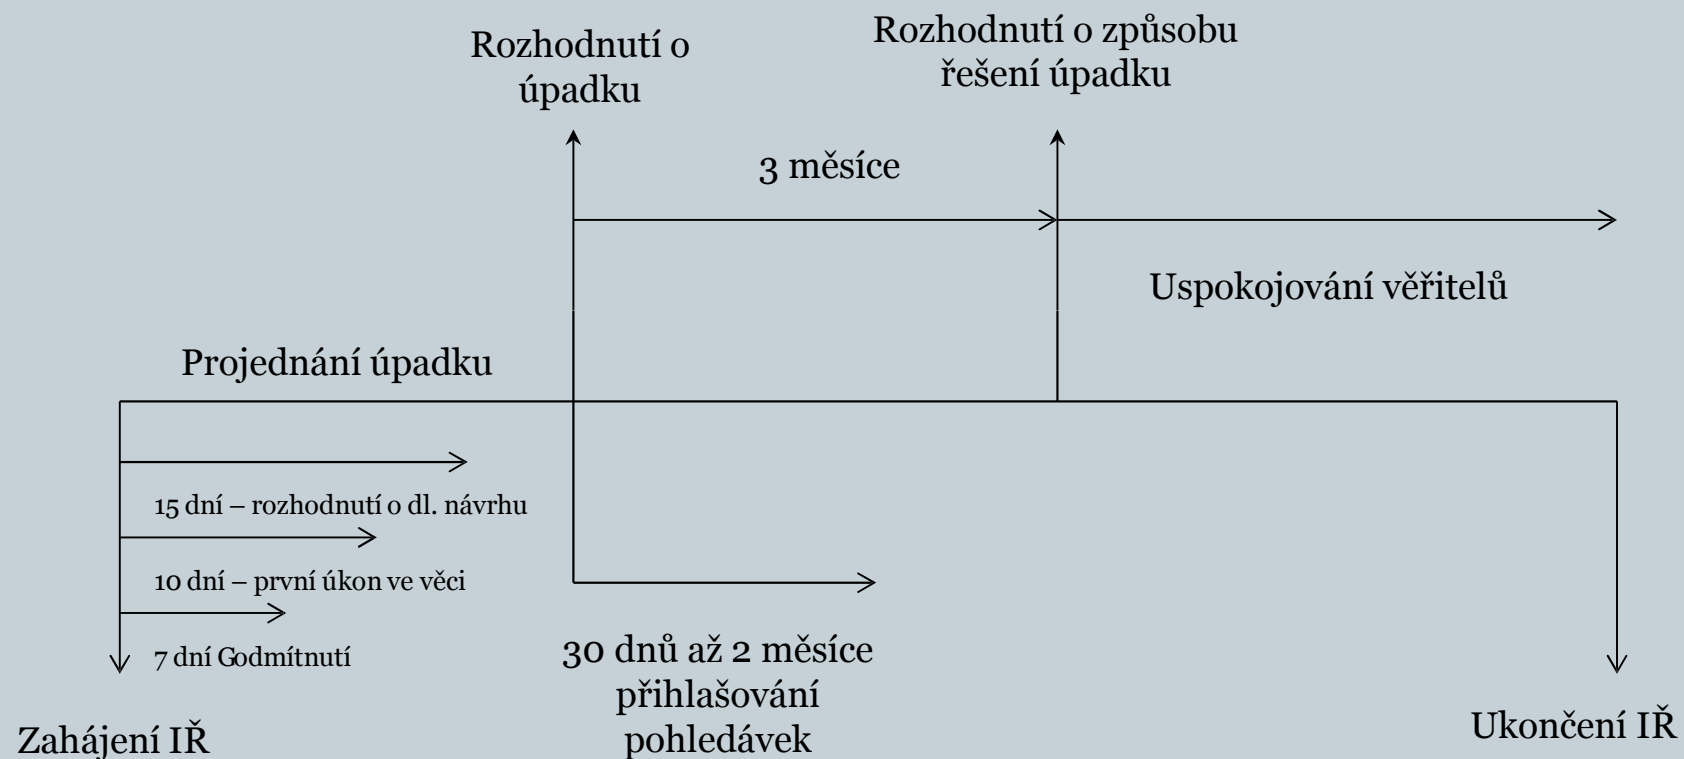 Rozhodnutí o
úpadku
Rozhodnutí o způsobu
řešení úpadku
3 měsíce
Uspokojování věřitelů
Projednání úpadku
15 dní – rozhodnutí o dl. návrhu
10 dní – první úkon ve věci
7 dní Godmítnutí
30 dnů až 2 měsíce
přihlašování
pohledávek
Zahájení IŘ
Ukončení IŘ